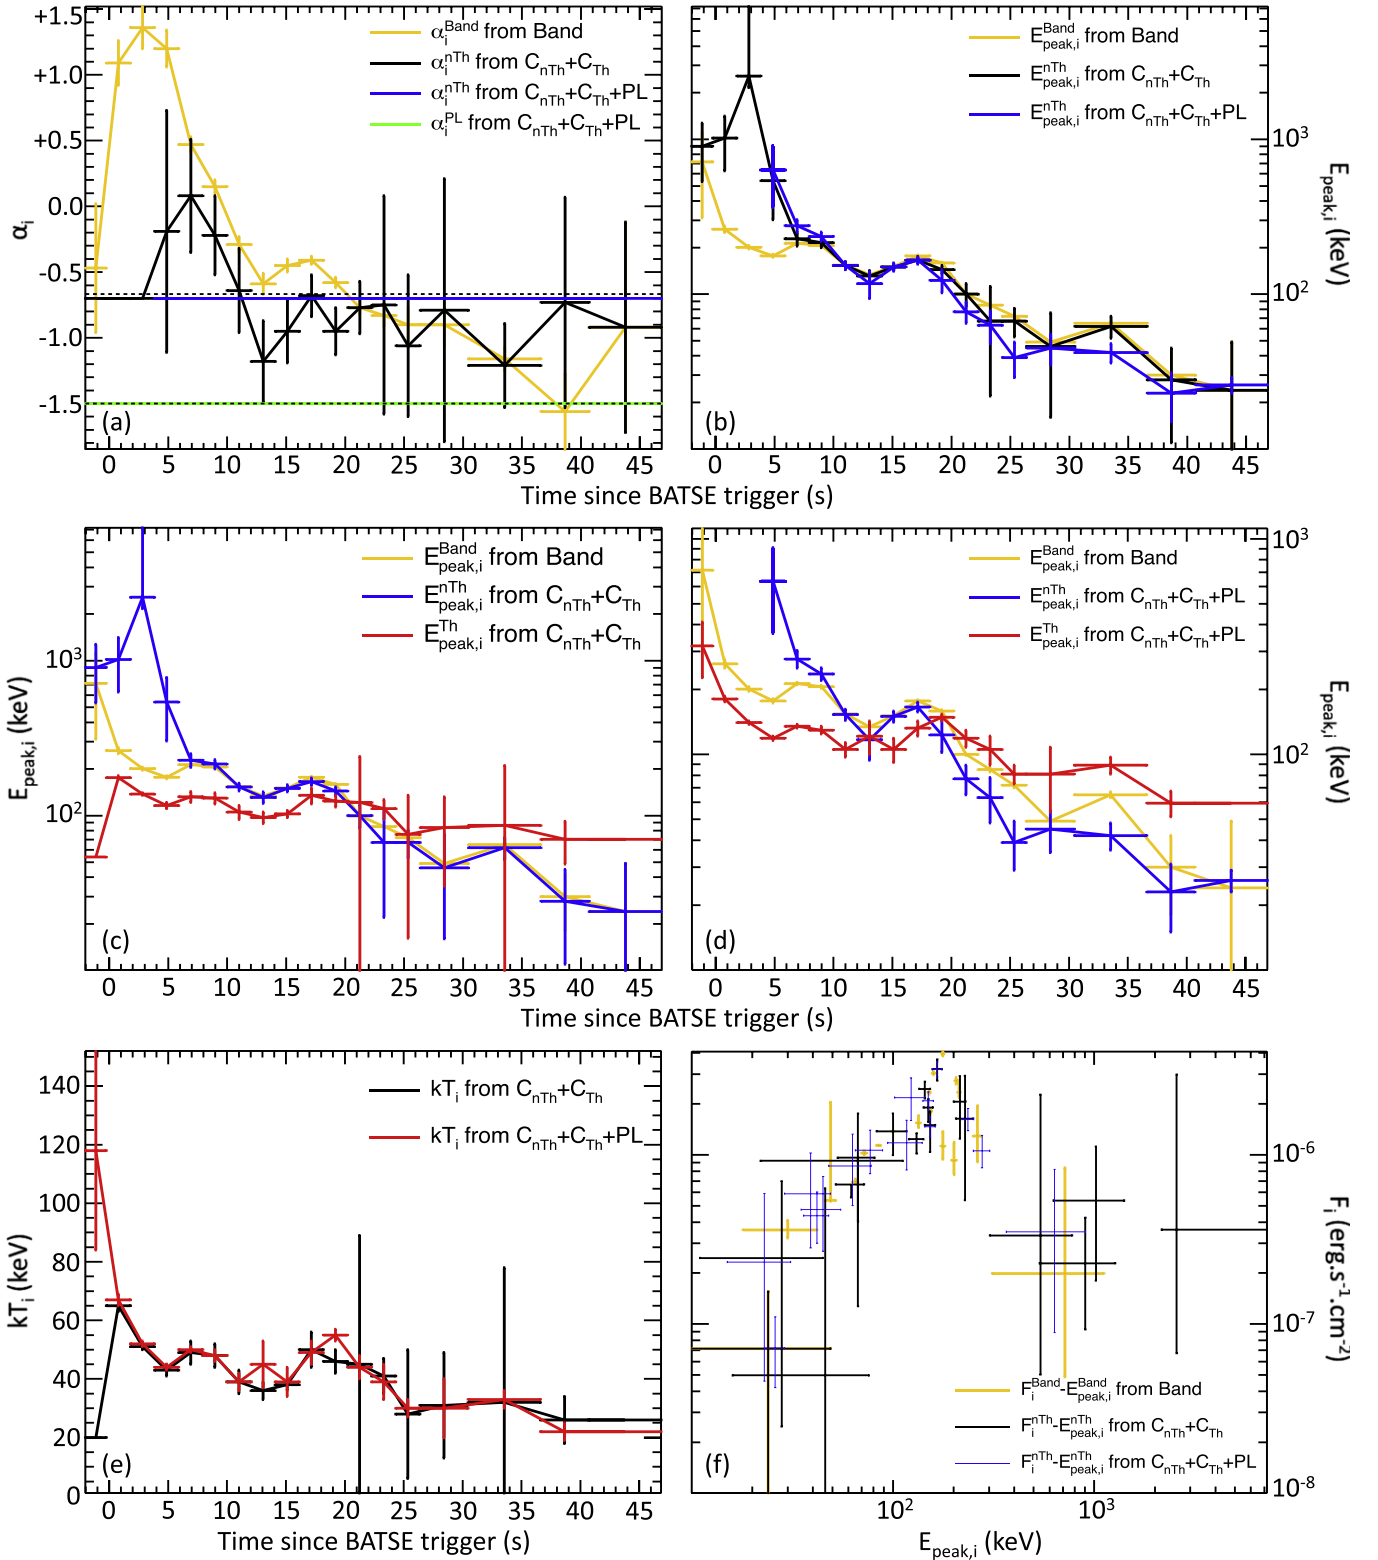 +1.5
+1.0
+0.5
0.0
-0.5
-1.0
-1.5
α_i
α_i^Band from Band
α_i^nTh from C_nTh+C_Th
α_i^nTh from C_nTh+C_Th+PL
α_i^PL from C_nTh+C_Th+PL
(a)
0 5 10 15 20 25 30 35 40 45
E_peak,i^Band from Band
E_peak,i^nTh from C_nTh+C_Th
E_peak,i^nTh from C_nTh+C_Th+PL
10^3
10^2
E_peak,i (keV)
(b)
0 5 10 15 20 25 30 35 40 45
Time since BATSE trigger (s)
E_peak,i^Band from Band
E_peak,i^nTh from C_nTh+C_Th
E_peak,i^Th from C_nTh+C_Th
10^3
10^2
E_peak,i (keV)
(c)
0 5 10 15 20 25 30 35 40 45
E_peak,i^Band from Band
E_peak,i^nTh from C_nTh+C_Th+PL
E_peak,i^Th from C_nTh+C_Th+PL
10^3
10^2
E_peak,i (keV)
(d)
0 5 10 15 20 25 30 35 40 45
Time since BATSE trigger (s)
140
120
100
80
60
40
20
0
kT_i (keV)
kT_i from C_nTh+C_Th
kT_i from C_nTh+C_Th+PL
(e)
0 5 10 15 20 25 30 35 40 45
Time since BATSE trigger (s)
10^-6
10^-7
10^-8
F_i (erg.s^-1.cm^-2)
F_i^Band-E_peak,i^Band from Band
F_i^nTh-E_peak,i^nTh from C_nTh+C_Th
F_i^nTh-E_peak,i^nTh from C_nTh+C_Th+PL
(f)
10^2 10^3
E_peak,i (keV)